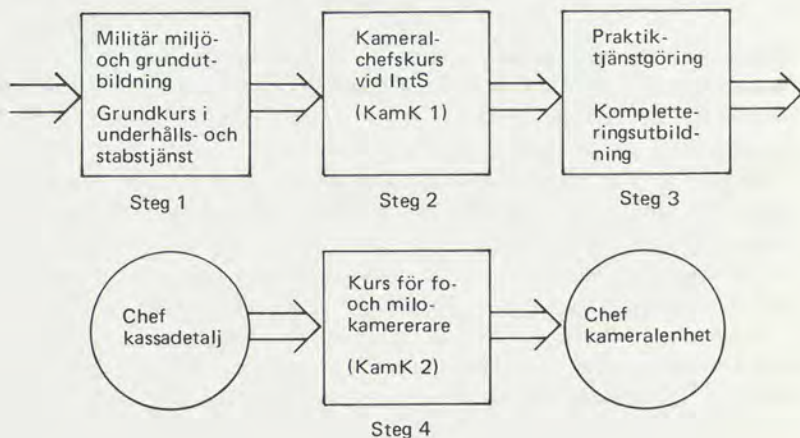 Militär miljö-
och grundut-
bildning
Grundkurs i
underhålls- och
stabstjänst
Steg 1
Kameral-
chefskurs
vid IntS
(KamK 1)
Steg 2
Praktik-
tjänstgöring
Komplette-
ringsutbild-
ning
Steg 3
Chef
kassadetalj
Kurs för fo-
och milo-
kamererare
(KamK 2)
Steg 4
Chef
kameralenhet